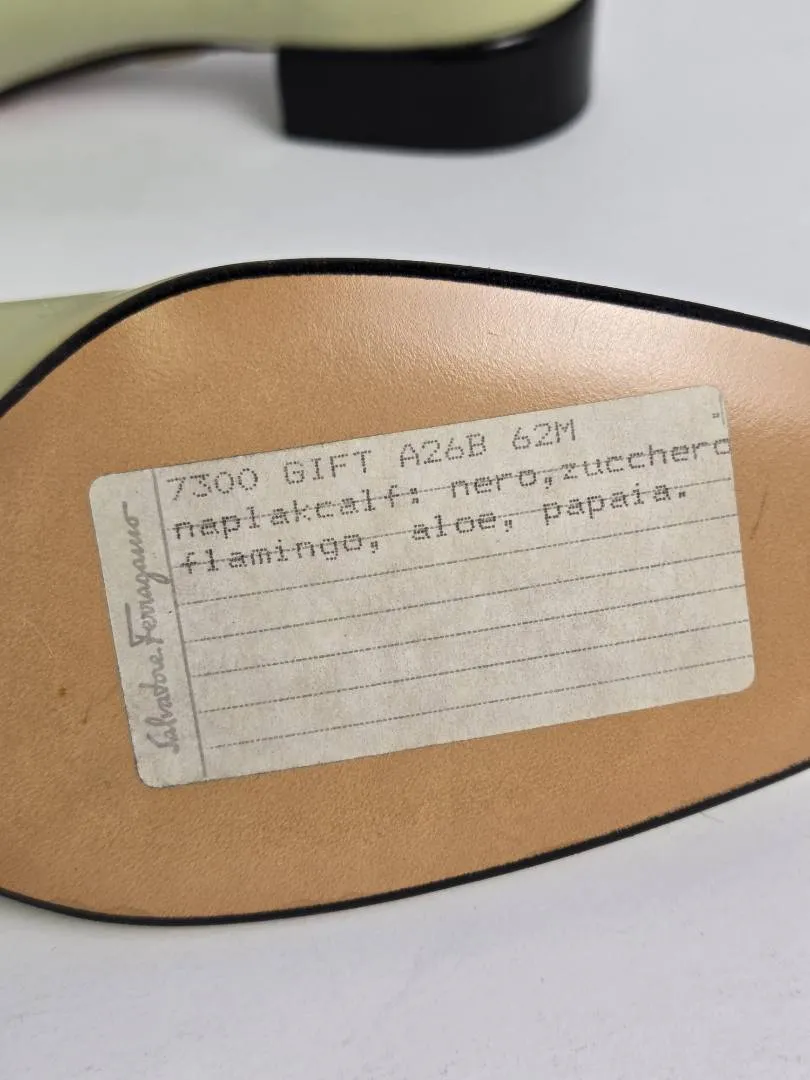 Salvatore Ferragamo
7300 GIFT A26B 62M
naplakcalf: nero,zucchero
flamingo, aloe, papaia.